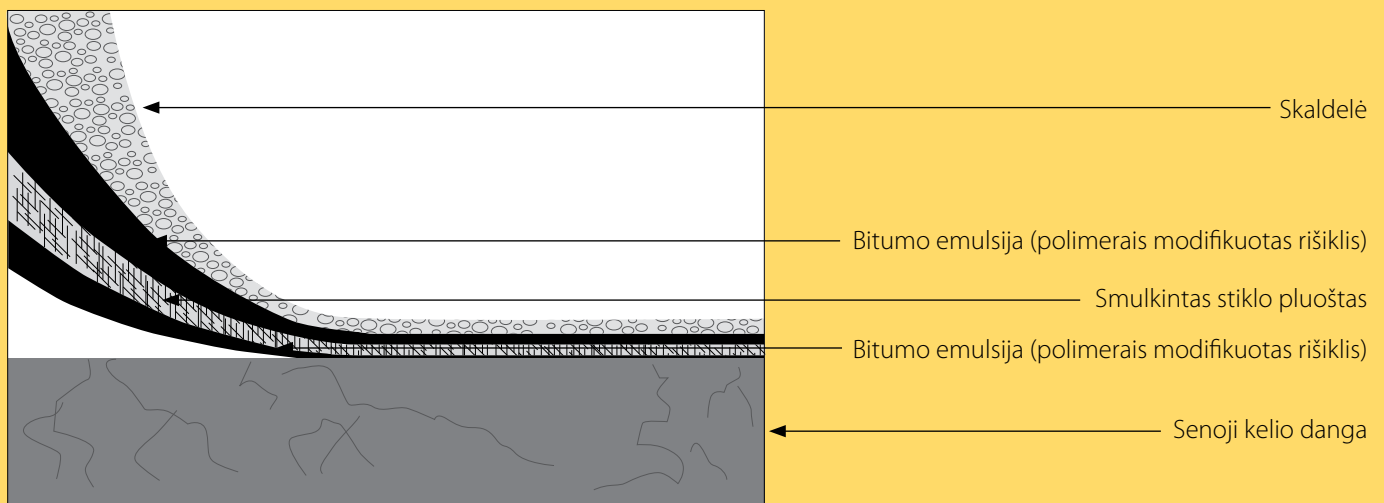 Skaldelė
Bitumo emulsija (polimerais modifikuotas rišiklis)
Smulkintas stiklo pluoštas
Bitumo emulsija (polimerais modifikuotas rišiklis)
Senoji kelio danga